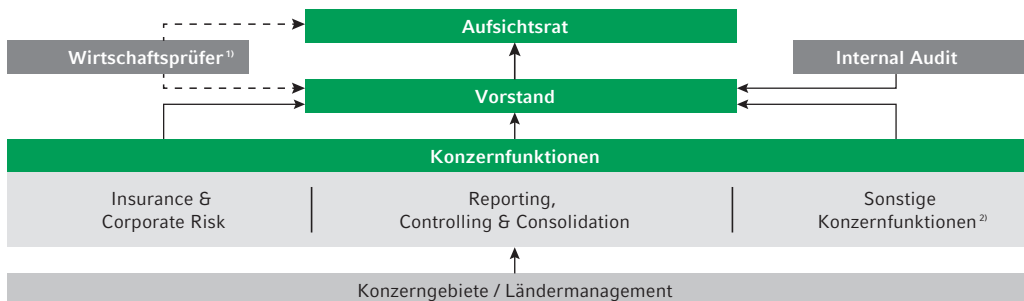 Aufsichtsrat
Wirtschaftsprüfer 1)
Internal Audit
Vorstand
Konzernfunktionen
Insurance &
Corporate Risk
Reporting,
Controlling & Consolidation
Sonstige
Konzernfunktionen 2)
Konzerngebiete / Ländermanagement